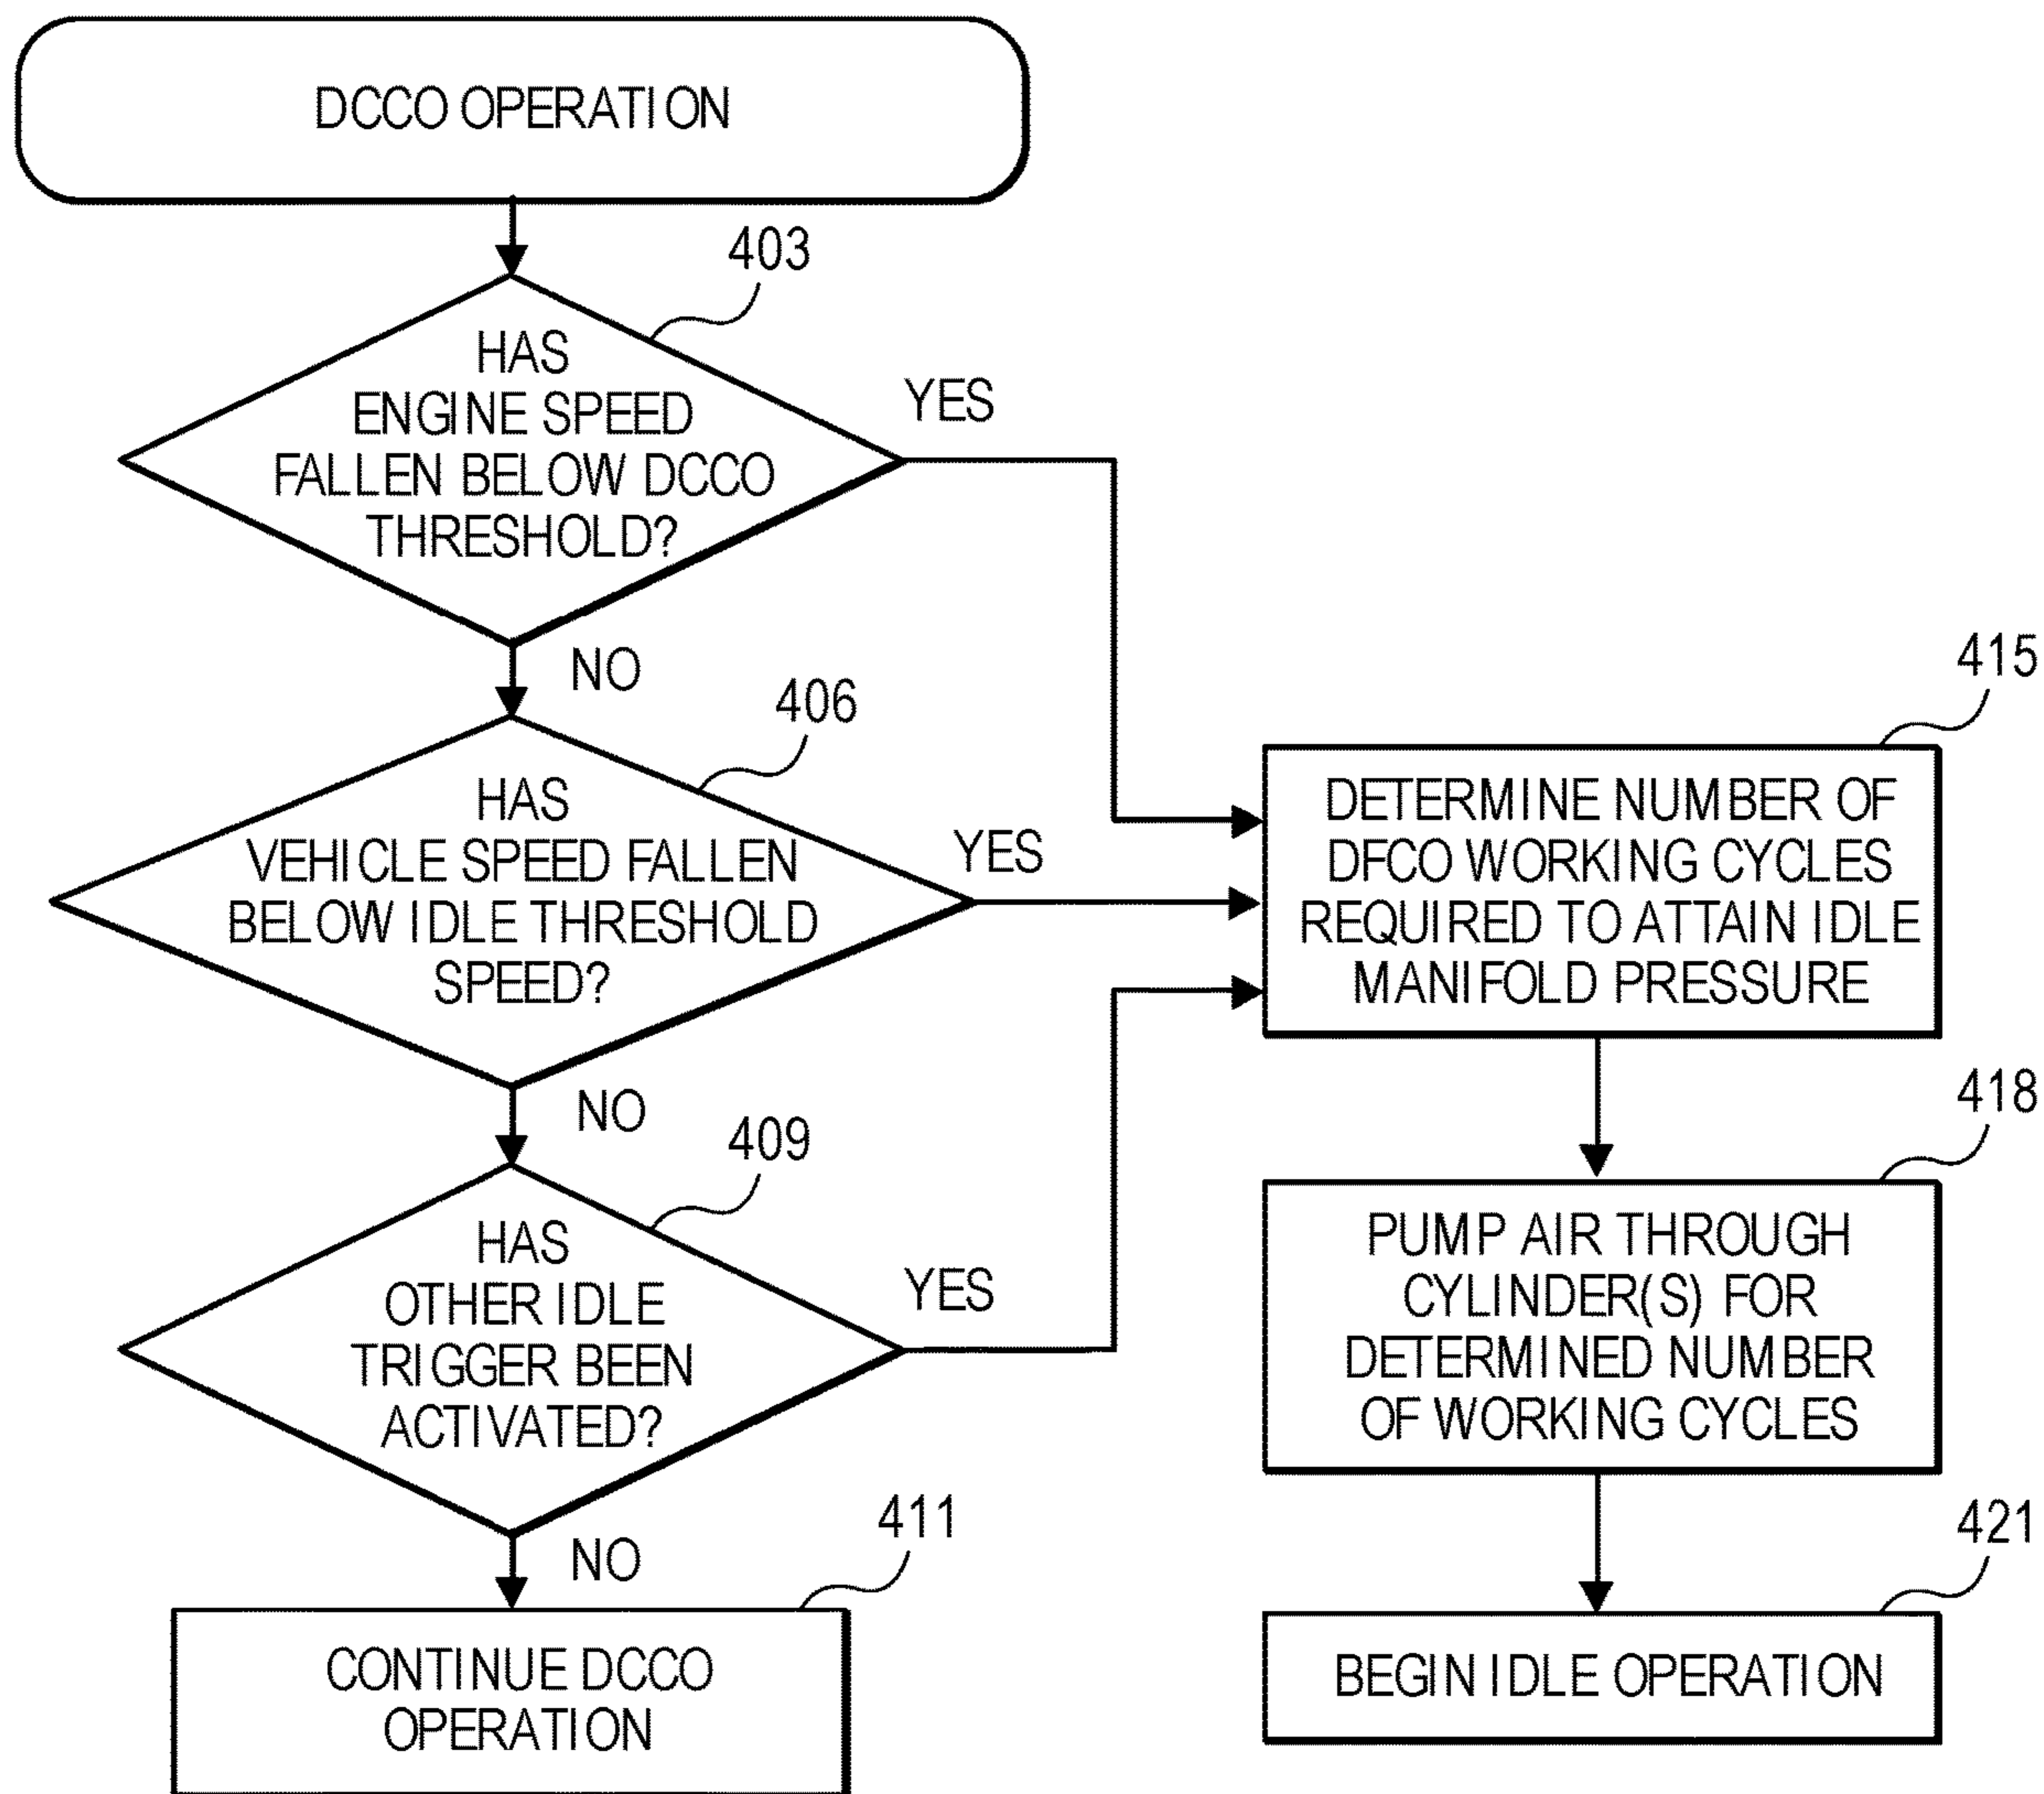 DCCO OPERATION
403
HAS
ENGINE SPEED
FALLEN BELOW DCCO
THRESHOLD?
YES
NO
406
HAS
VEHICLE SPEED FALLEN
BELOW IDLE THRESHOLD
SPEED?
YES
NO
409
HAS
OTHER IDLE
TRIGGER BEEN
ACTIVATED?
YES
NO
411
CONTINUE DCCO
OPERATION
415
DETERMINE NUMBER OF
DFCO WORKING CYCLES
REQUIRED TO ATTAIN IDLE
MANIFOLD PRESSURE
418
PUMP AIR THROUGH
CYLINDER(S) FOR
DETERMINED NUMBER
OF WORKING CYCLES
421
BEGIN IDLE OPERATION